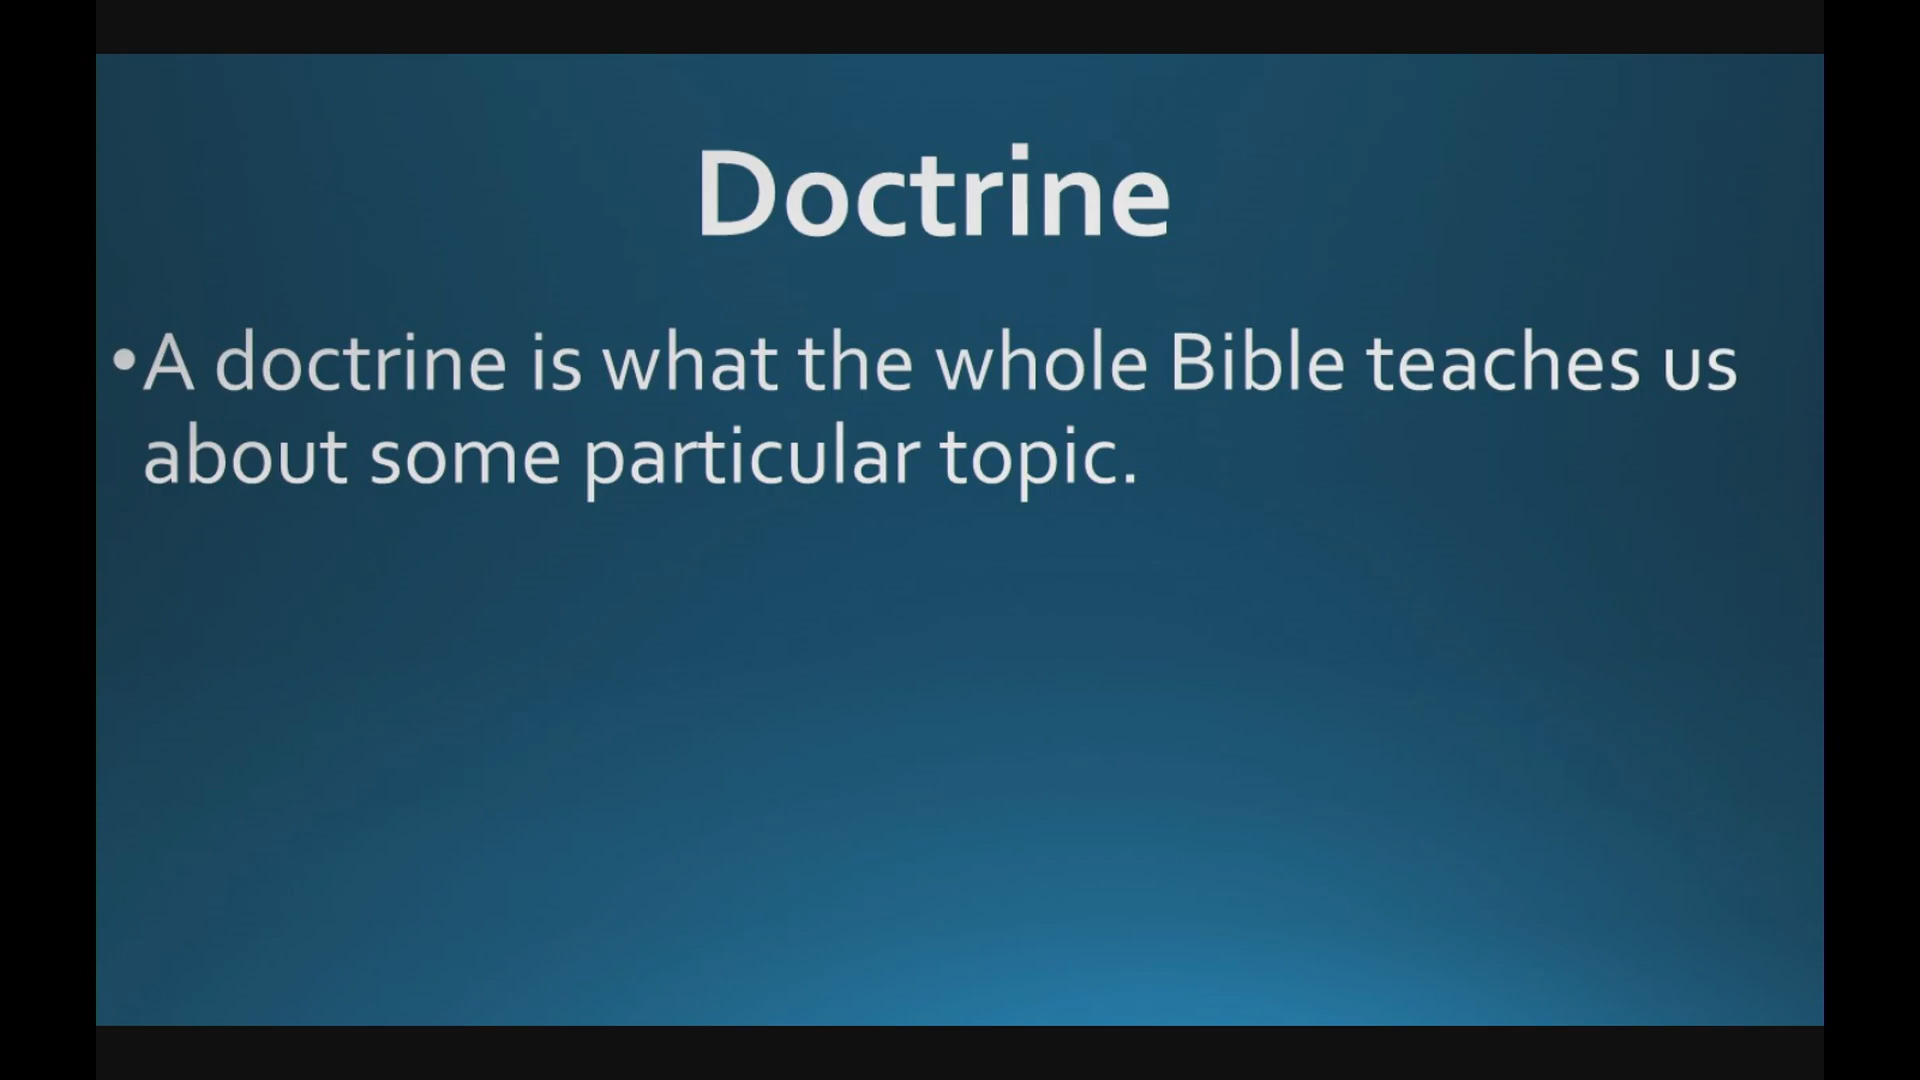 Doctrine
•A doctrine is what the whole Bible teaches us
about some particular topic.